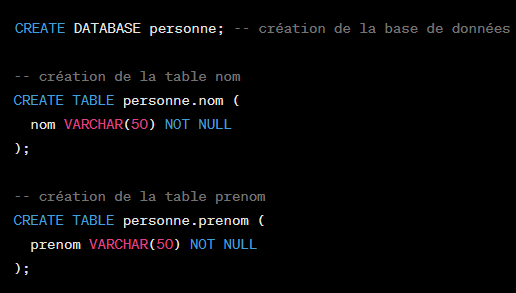 CREATE DATABASE personne; -- création de la base de données
-- création de la table nom
CREATE TABLE personne.nom (
  nom VARCHAR(50) NOT NULL
);
-- création de la table prenom
CREATE TABLE personne.prenom (
  prenom VARCHAR(50) NOT NULL
);